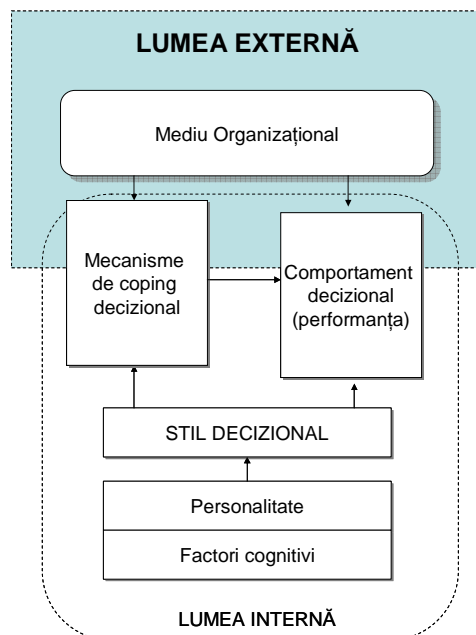 LUMEA EXTERNĂ
Mediu Organizațional
Mecanisme
de coping
decizional
Comportament
decizional
(performanța)
STIL DECIZIONAL
Personalitate
Factori cognitivi
LUMEA INTERNĂ